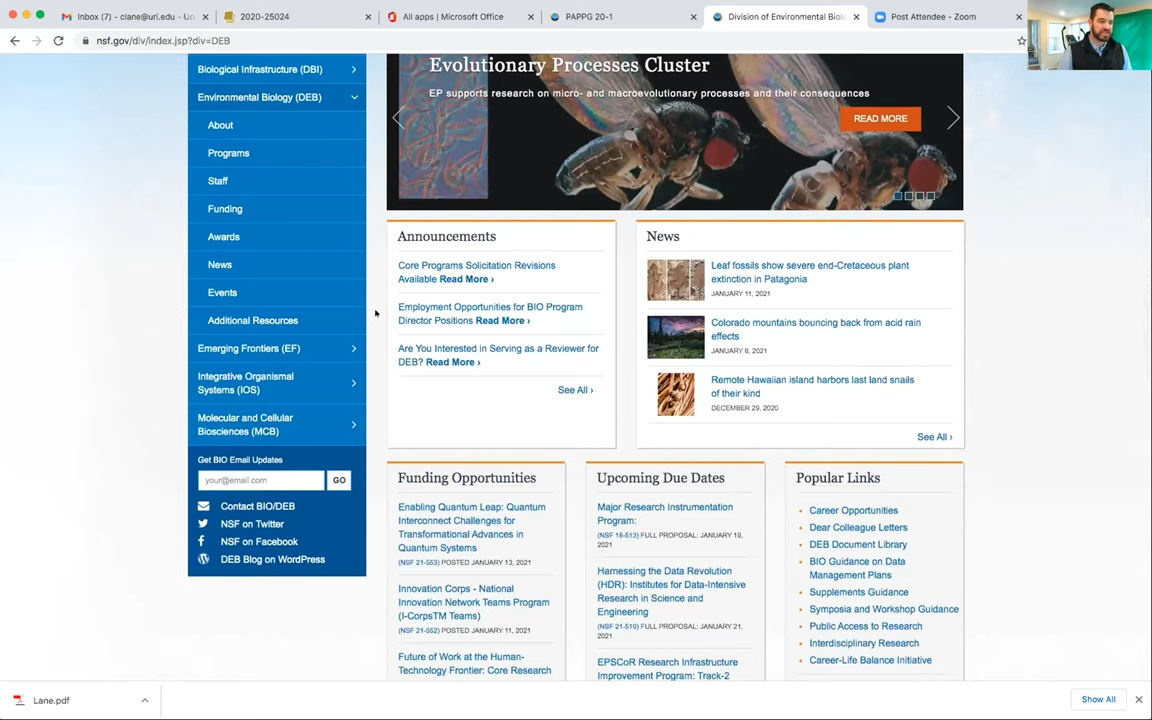 Inbox (7) - clane@uri.edu - Un
2020-25024
All apps | Microsoft Office
PAPPG 20-1
Division of Environmental Biol
Post Attendee - Zoom
nsf.gov/div/index.jsp?div=DEB
Biological Infrastructure (DBI)
Environmental Biology (DEB)
About
Programs
Staff
Funding
Awards
News
Events
Additional Resources
Emerging Frontiers (EF)
Integrative Organismal
Systems (IOS)
Molecular and Cellular
Biosciences (MCB)
Get BIO Email Updates
your@email.com
GO
Contact BIO/DEB
NSF on Twitter
NSF on Facebook
DEB Blog on WordPress
Evolutionary Processes Cluster
EP supports research on micro- and macroevolutionary processes and their consequences
READ MORE
Announcements
Core Programs Solicitation Revisions
Available Read More ›
Employment Opportunities for BIO Program
Director Positions Read More ›
Are You Interested in Serving as a Reviewer for
DEB? Read More ›
See All ›
News
Leaf fossils show severe end-Cretaceous plant
extinction in Patagonia
JANUARY 11, 2021
Colorado mountains bouncing back from acid rain
effects
JANUARY 6, 2021
Remote Hawaiian island harbors last land snails
of their kind
DECEMBER 29, 2020
See All ›
Funding Opportunities
Enabling Quantum Leap: Quantum
Interconnect Challenges for
Transformational Advances in
Quantum Systems
(NSF 21-553) POSTED JANUARY 13, 2021
Innovation Corps - National
Innovation Network Teams Program
(I-CorpsTM Teams)
(NSF 21-552) POSTED JANUARY 11, 2021
Future of Work at the Human-
Technology Frontier: Core Research
Upcoming Due Dates
Major Research Instrumentation
Program:
(NSF 18-513) FULL PROPOSAL: JANUARY 19,
2021
Harnessing the Data Revolution
(HDR): Institutes for Data-Intensive
Research in Science and
Engineering
(NSF 21-519) FULL PROPOSAL: JANUARY 21,
2021
EPSCoR Research Infrastructure
Improvement Program: Track-2
Popular Links
Career Opportunities
Dear Colleague Letters
DEB Document Library
BIO Guidance on Data
Management Plans
Supplements Guidance
Symposia and Workshop Guidance
Public Access to Research
Interdisciplinary Research
Career-Life Balance Initiative
Lane.pdf
Show All